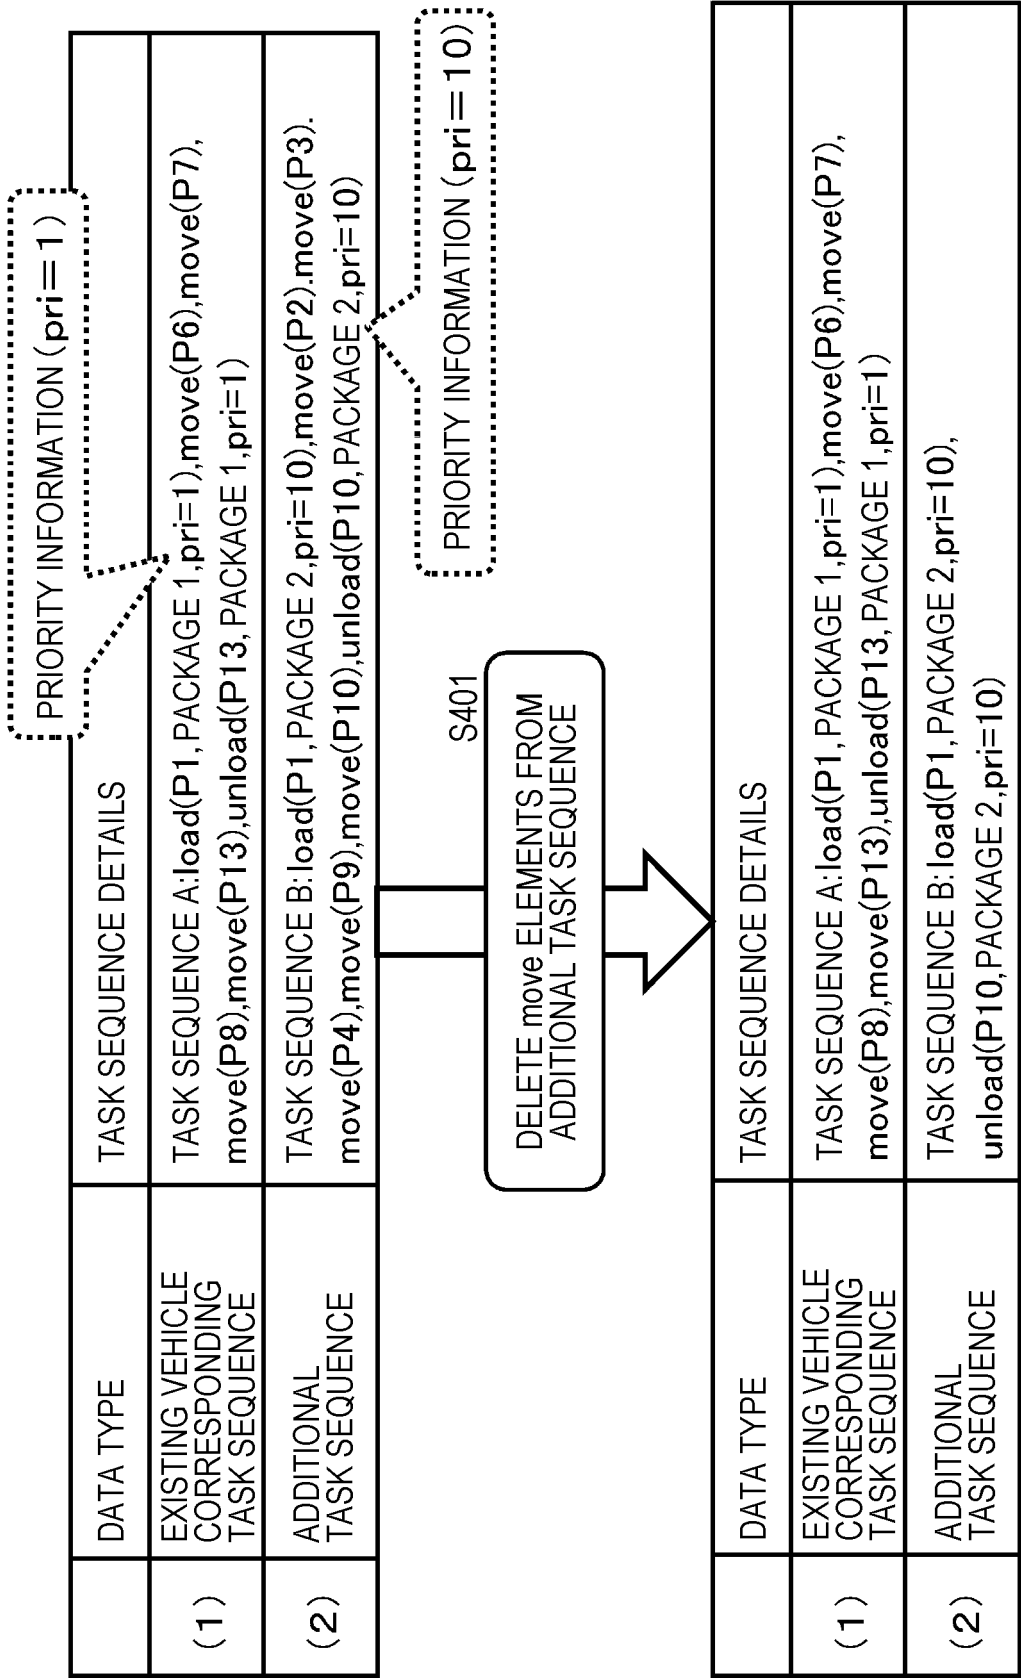 PRIORITY INFORMATION (pri=1)
DATA TYPE
TASK SEQUENCE DETAILS
(1)
EXISTING VEHICLE
CORRESPONDING
TASK SEQUENCE
TASK SEQUENCE A:load(P1, PACKAGE 1,pri=1),move(P6),move(P7),
move(P8),move(P13),unload(P13, PACKAGE 1,pri=1)
(2)
ADDITIONAL
TASK SEQUENCE
TASK SEQUENCE B:load(P1, PACKAGE 2,pri=10),move(P2).move(P3).
move(P4),move(P9),move(P10),unload(P10, PACKAGE 2,pri=10)
PRIORITY INFORMATION (pri=10)
S401
DELETE move ELEMENTS FROM
ADDITIONAL TASK SEQUENCE
DATA TYPE
TASK SEQUENCE DETAILS
(1)
EXISTING VEHICLE
CORRESPONDING
TASK SEQUENCE
TASK SEQUENCE A:load(P1, PACKAGE 1,pri=1),move(P6),move(P7),
move(P8),move(P13),unload(P13, PACKAGE 1,pri=1)
(2)
ADDITIONAL
TASK SEQUENCE
TASK SEQUENCE B:load(P1, PACKAGE 2,pri=10),
unload(P10, PACKAGE 2,pri=10)